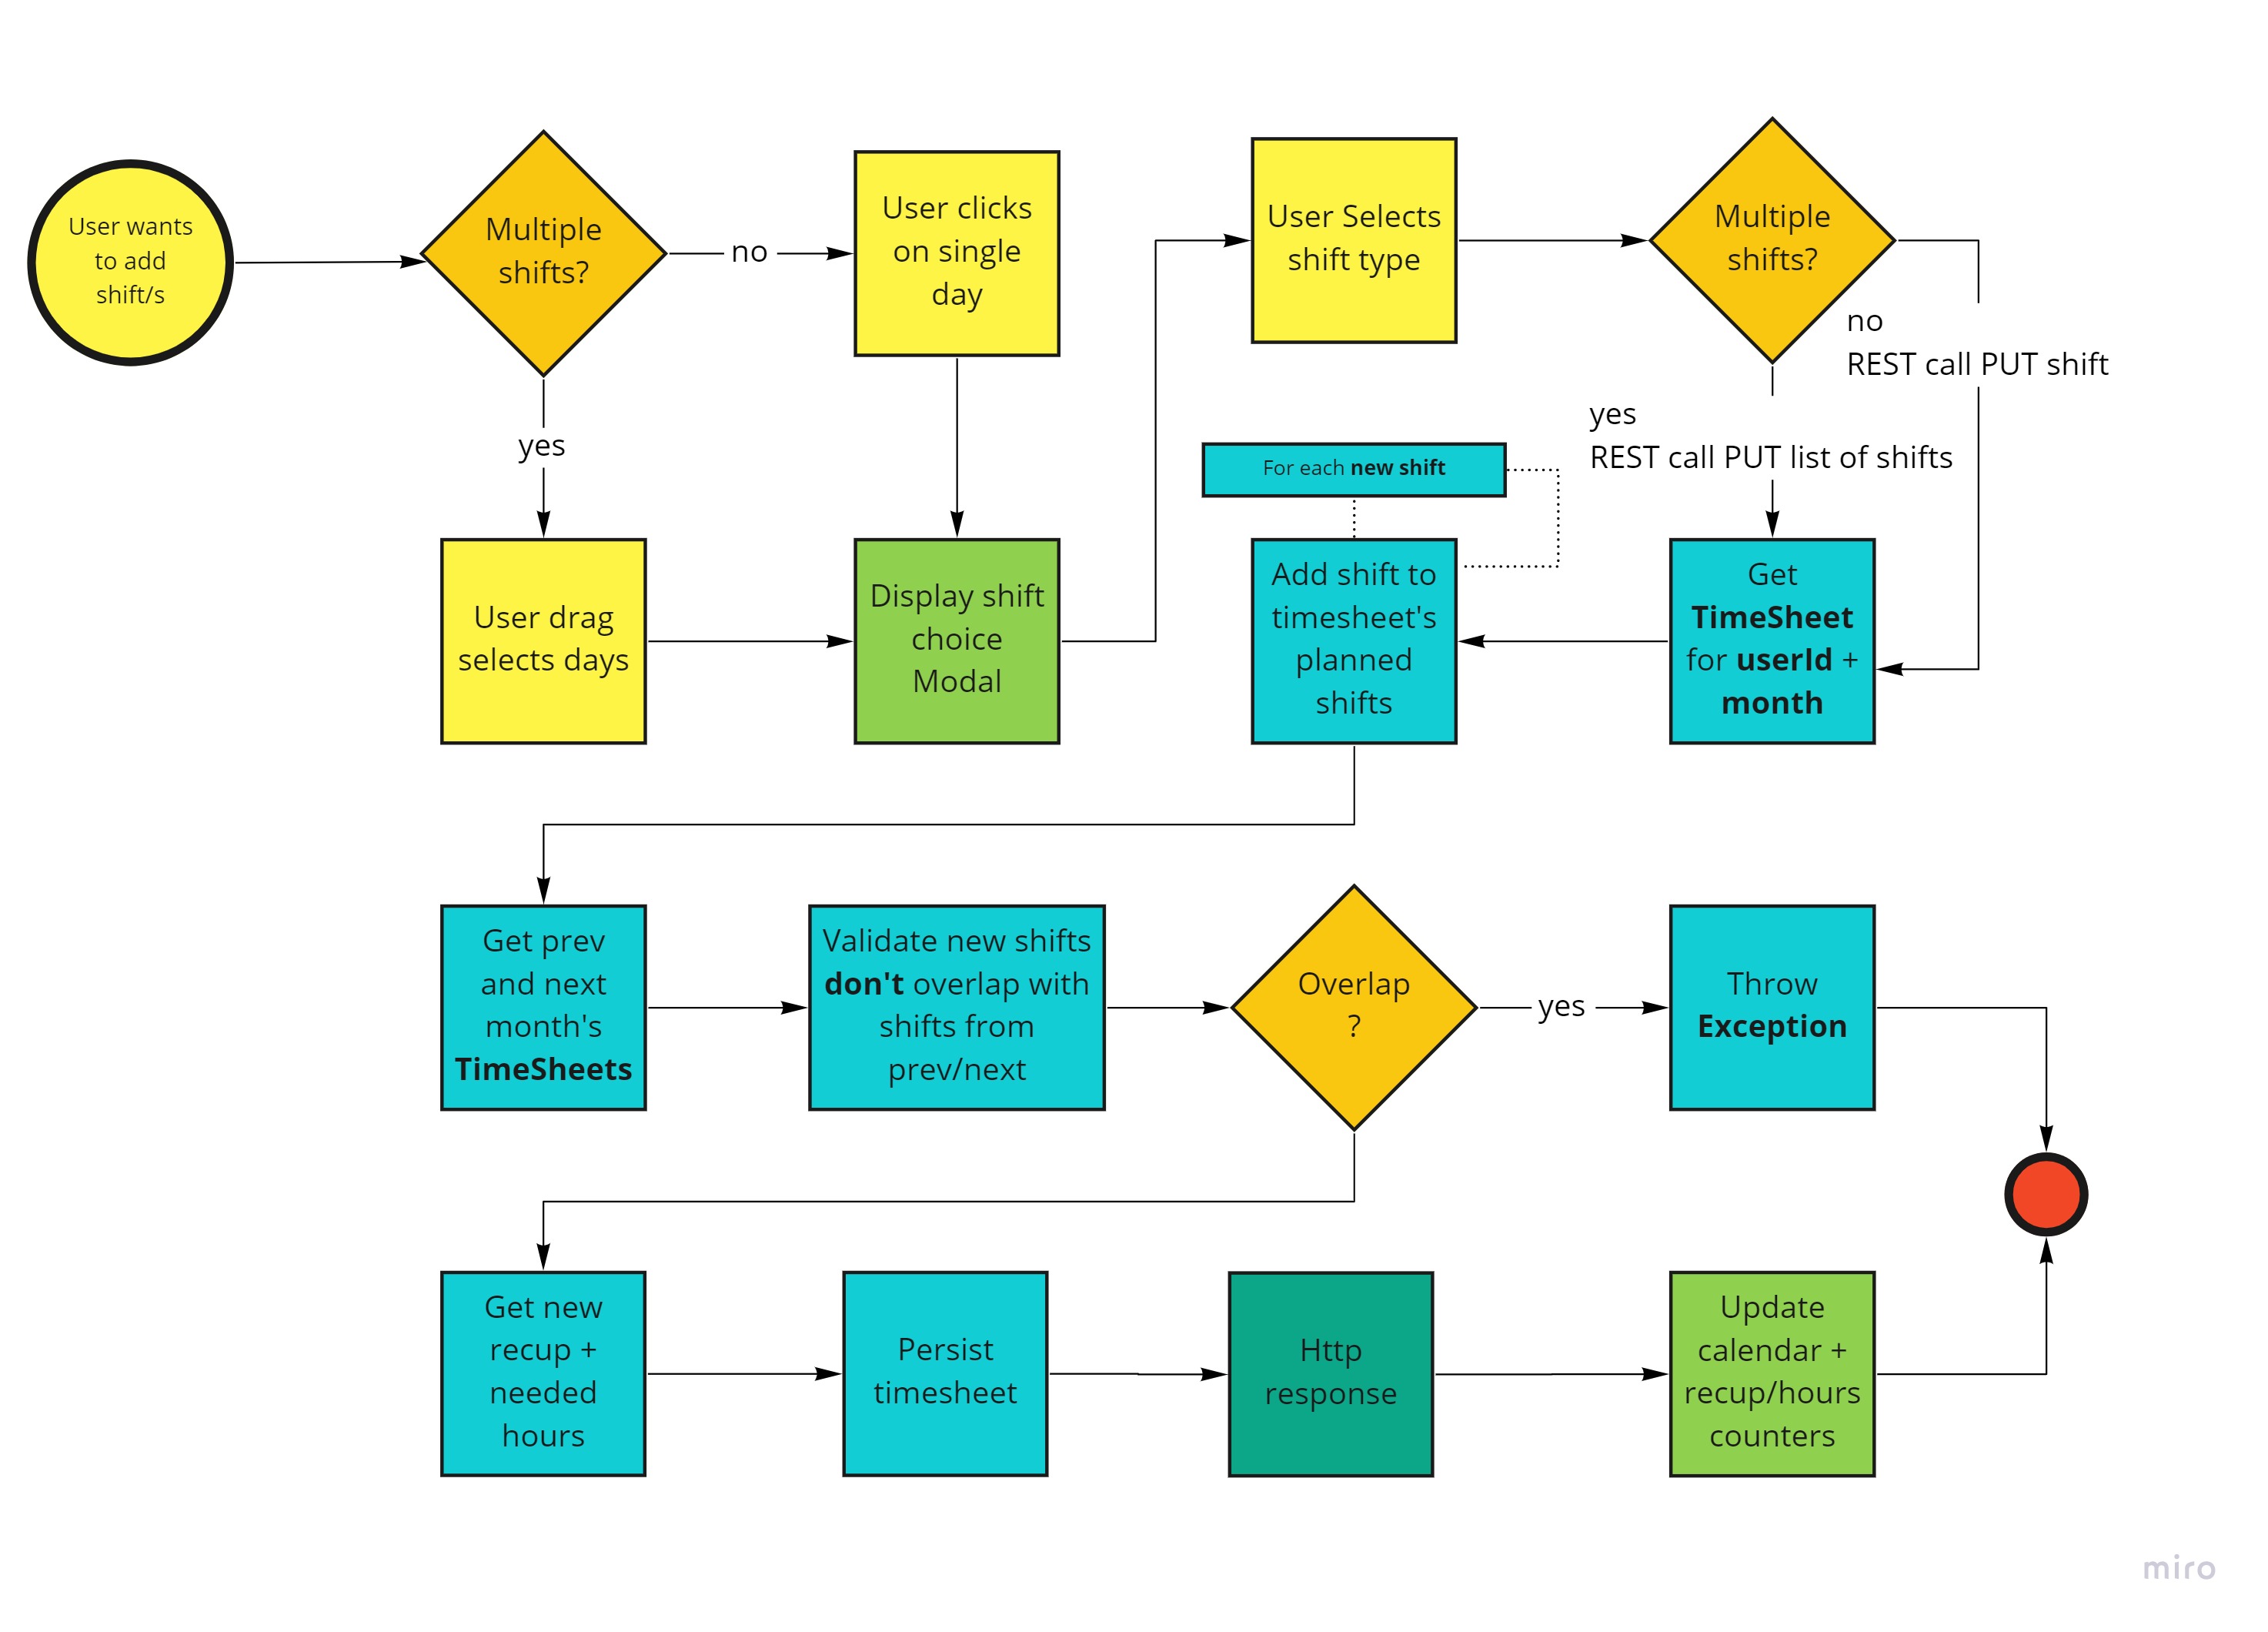 User wants
to add
shift/s
Multiple
shifts?
no
User clicks
on single
day
User Selects
shift type
Multiple
shifts?
no
REST call PUT shift
yes
REST call PUT list of shifts
yes
For each new shift
User drag
selects days
Display shift
choice
Modal
Add shift to
timesheet's
planned
shifts
Get
TimeSheet
for userId +
month
Get prev
and next
month's
TimeSheets
Validate new shifts
don't overlap with
shifts from
prev/next
Overlap
?
yes
Throw
Exception
Get new
recup +
needed
hours
Persist
timesheet
Http
response
Update
calendar +
recup/hours
counters
miro